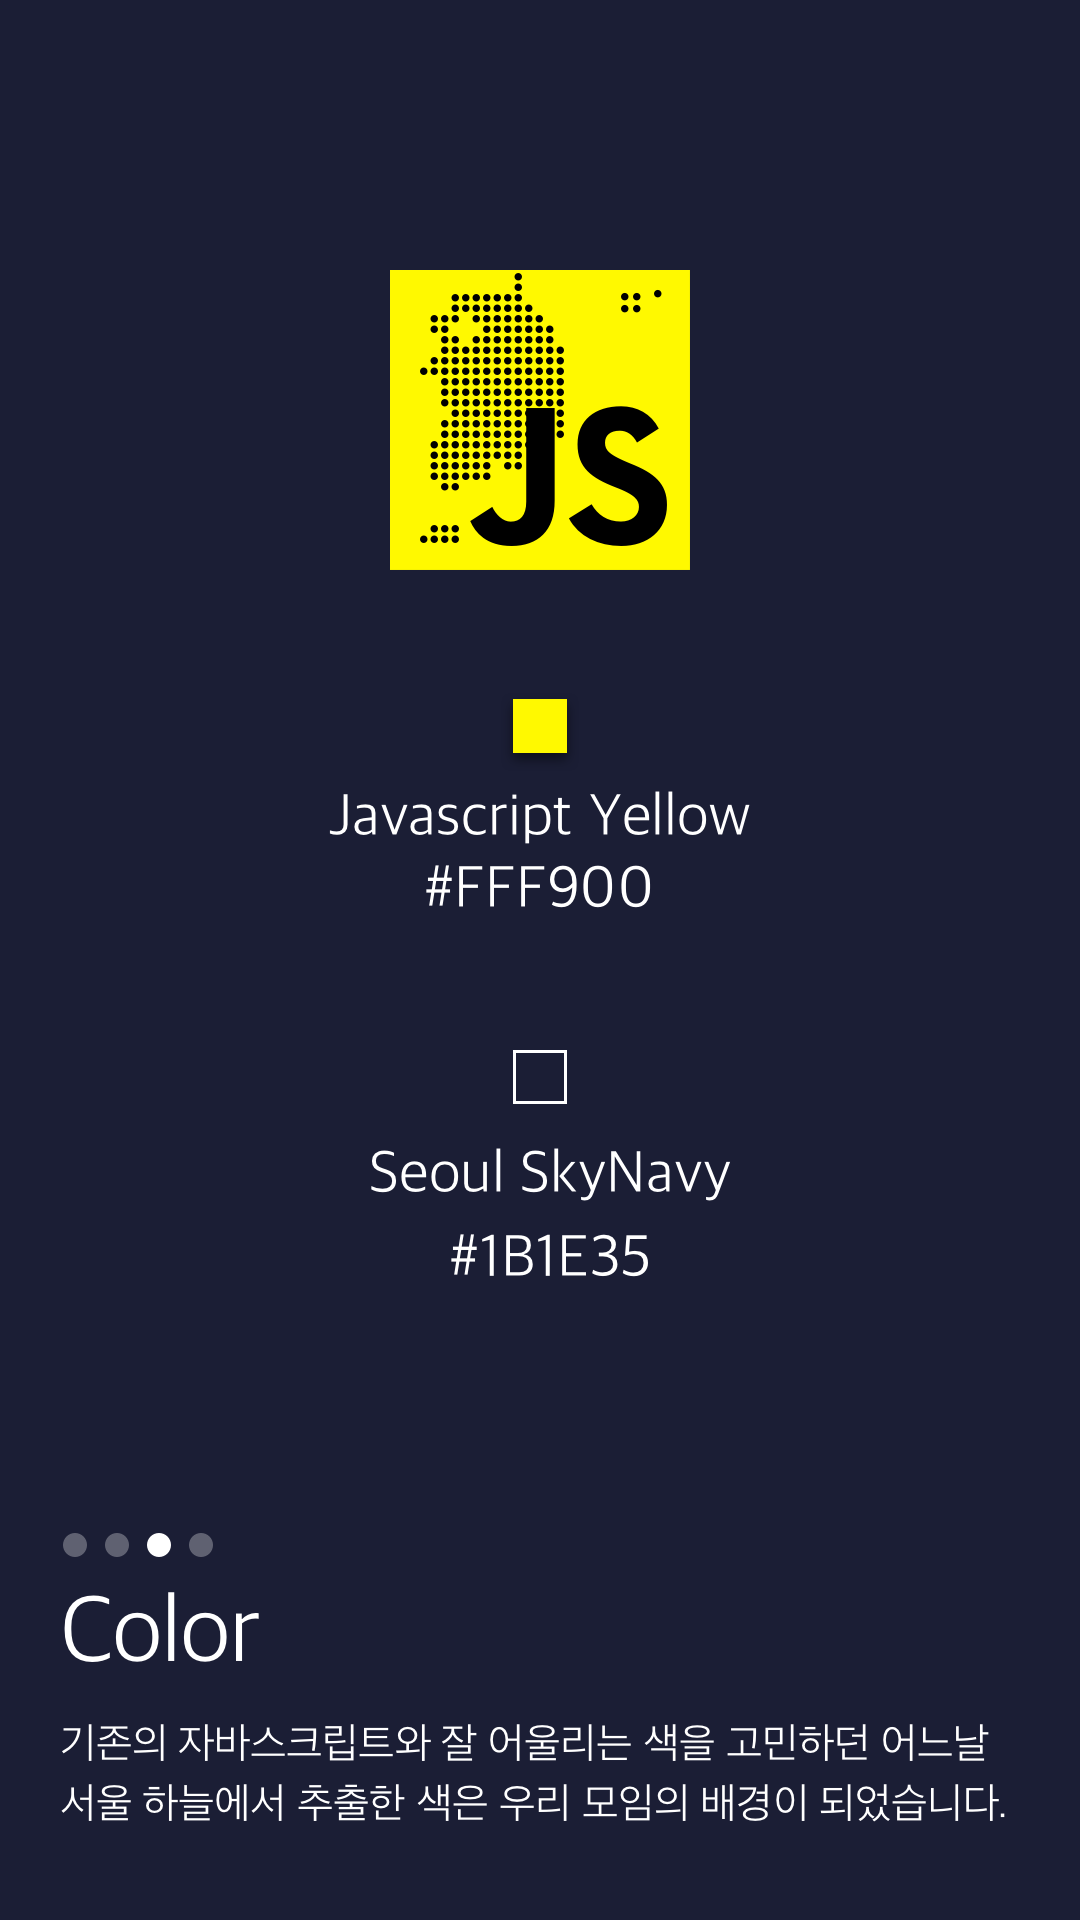 JS
Javascript Yellow
#FFF900
Seoul SkyNavy
#1B1E35
Color
기존의 자바스크립트와 잘 어울리는 색을 고민하던 어느날
서울 하늘에서 추출한 색은 우리 모임의 배경이 되었습니다.